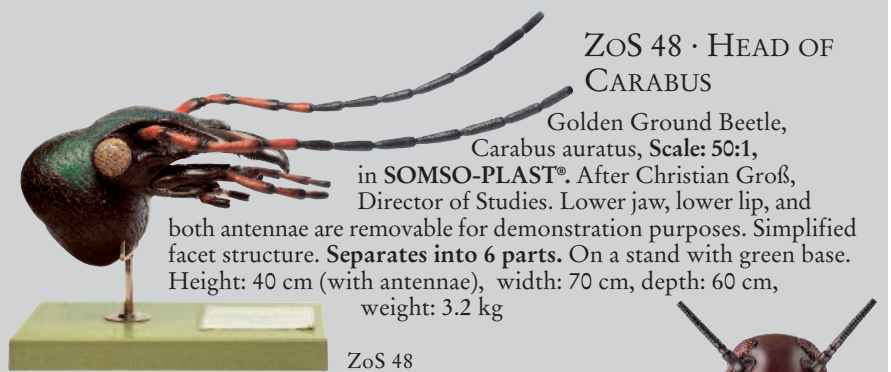 ZoS 48 · Head of
Carabus
Golden Ground Beetle,
Carabus auratus, Scale: 50:1,
in SOMSO-PLAST®. After Christian Groß,
Director of Studies. Lower jaw, lower lip, and
both antennae are removable for demonstration purposes. Simplified
facet structure. Separates into 6 parts. On a stand with green base.
Height: 40 cm (with antennae), width: 70 cm, depth: 60 cm,
weight: 3.2 kg
ZoS 48